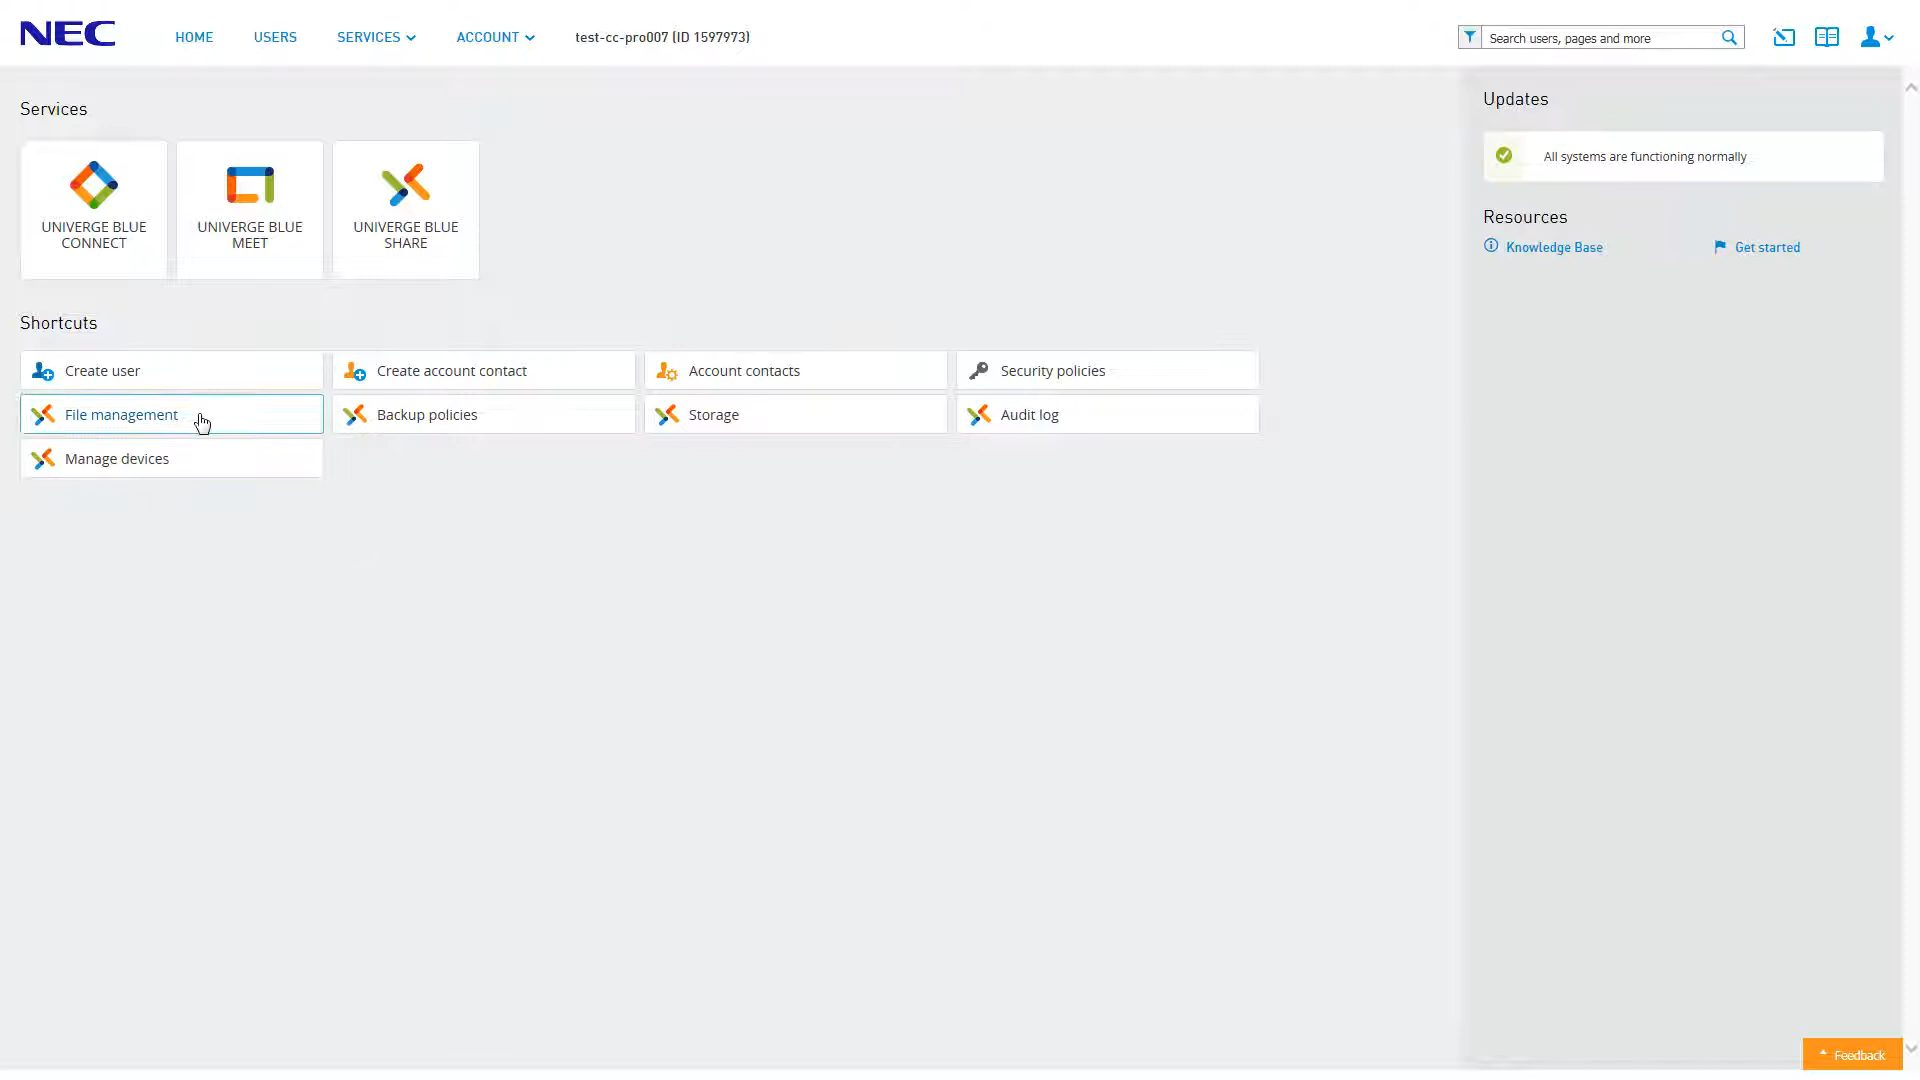 NEC
HOME
USERS
SERVICES
ACCOUNT
test-cc-pro007 (ID 1597973)
Search users, pages and more
Services
UNIVERGE BLUE
CONNECT
UNIVERGE BLUE
MEET
UNIVERGE BLUE
SHARE
Shortcuts
Create user
Create account contact
Account contacts
Security policies
File management
Backup policies
Storage
Audit log
Manage devices
Updates
All systems are functioning normally
Resources
Knowledge Base
Get started
Feedback